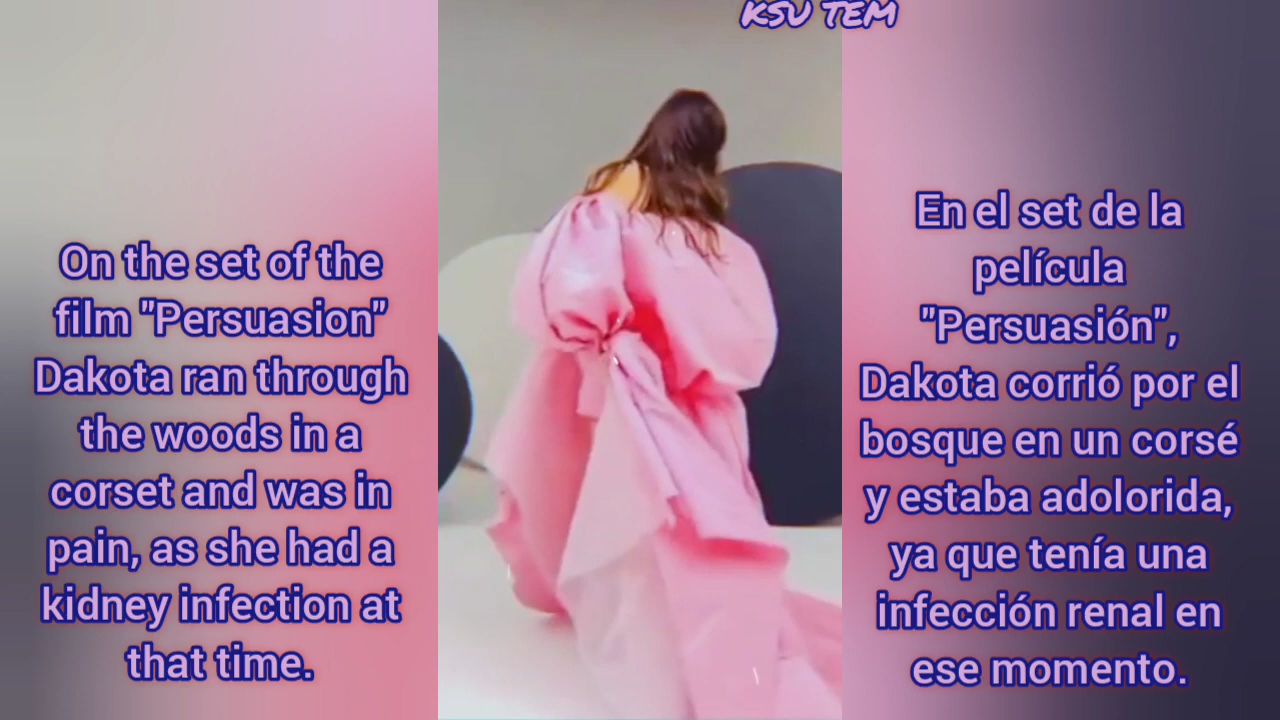 KSU TEM
On the set of the
film "Persuasion"
Dakota ran through
the woods in a
corset and was in
pain, as she had a
kidney infection at
that time.
En el set de la
película
"Persuasión",
Dakota corrió por el
bosque en un corsé
y estaba adolorida,
ya que tenía una
infección renal en
ese momento.